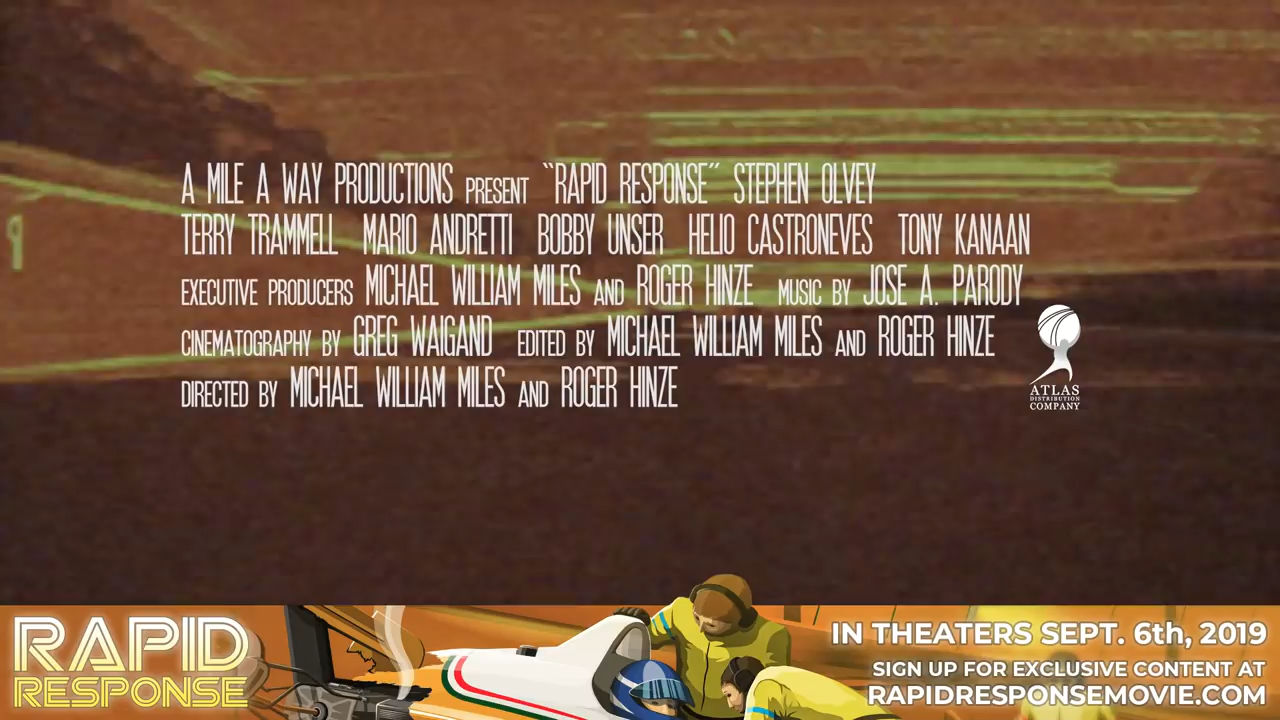 A MILE A WAY PRODUCTIONS PRESENT "RAPID RESPONSE" STEPHEN OLVEY
TERRY TRAMMELL MARIO ANDRETTI BOBBY UNSER HELIO CASTRONEVES TONY KANAAN
EXECUTIVE PRODUCERS MICHAEL WILLIAM MILES AND ROGER HINZE MUSIC BY JOSE A. PARODY
CINEMATOGRAPHY BY GREG WAIGAND EDITED BY MICHAEL WILLIAM MILES AND ROGER HINZE
DIRECTED BY MICHAEL WILLIAM MILES AND ROGER HINZE
ATLAS
DISTRIBUTION
COMPANY
RAPID
RESPONSE
IN THEATERS SEPT. 6th, 2019
SIGN UP FOR EXCLUSIVE CONTENT AT
RAPIDRESPONSEMOVIE.COM